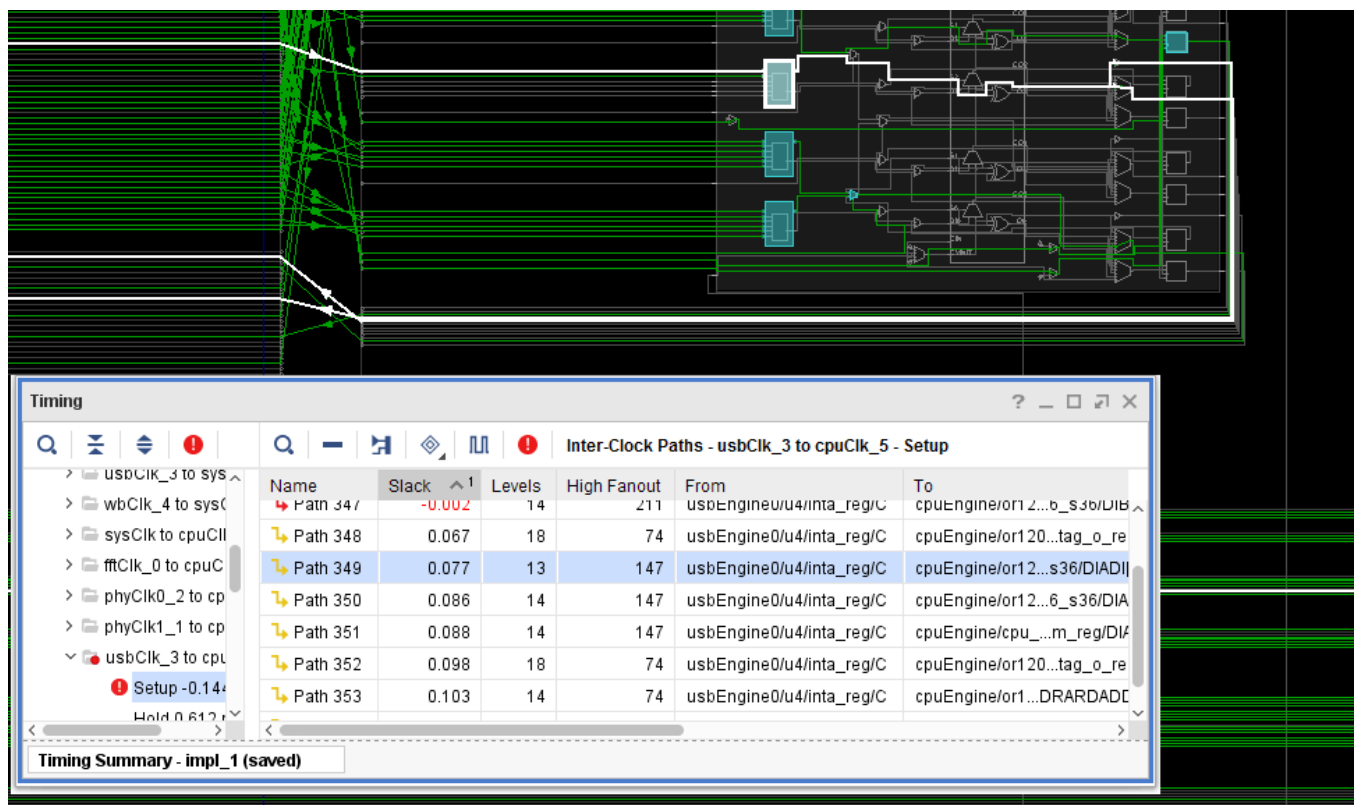 Timing
Inter-Clock Paths - usbClk_3 to cpuClk_5 - Setup
usbClk_3 to sys
wbClk_4 to sys(
sysClk to cpuCll
fftClk_0 to cpuC
phyClk0_2 to cp
phyClk1_1 to cp
usbClk_3 to cpu
Setup -0.144
Hold 0.612
Name Slack 1 Levels High Fanout From To
Path 347 -0.002 14 211 usbEngine0/u4/inta_reg/C cpuEngine/or12...6_s36/DIB
Path 348 0.067 18 74 usbEngine0/u4/inta_reg/C cpuEngine/or120...tag_o_re
Path 349 0.077 13 147 usbEngine0/u4/inta_reg/C cpuEngine/or12...s36/DIADI
Path 350 0.086 14 147 usbEngine0/u4/inta_reg/C cpuEngine/or12...6_s36/DIA
Path 351 0.088 14 147 usbEngine0/u4/inta_reg/C cpuEngine/cpu_...m_reg/DIA
Path 352 0.098 18 74 usbEngine0/u4/inta_reg/C cpuEngine/or120...tag_o_re
Path 353 0.103 14 74 usbEngine0/u4/inta_reg/C cpuEngine/or1...DRARDADD
Timing Summary - impl_1 (saved)